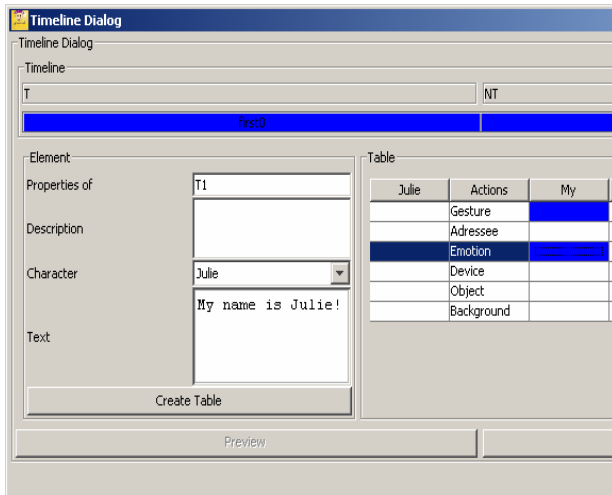 Timeline Dialog
Timeline Dialog
Timeline
T NT
first0
Element
Table
Properties of T1
Julie Actions My
Gesture
Adressee
Description
Emotion
Character Julie
Device
Object
My name is Julie!
Background
Text
Create Table
Preview